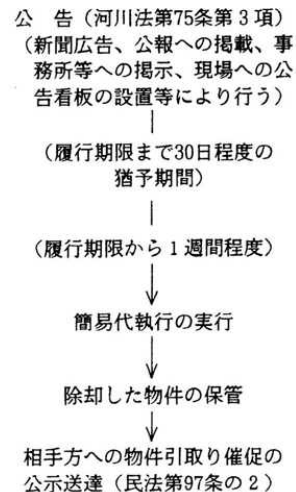 公　告（河川法第75条第３項）
（新聞広告、公報への掲載、事
務所等への掲示、現場への公
告看板の設置等により行う）
（履行期限まで30日程度の
猶予期間）
（履行期限から１週間程度）
簡易代執行の実行
除却した物件の保管
相手方への物件引取り催促の
公示送達（民法第97条の２）